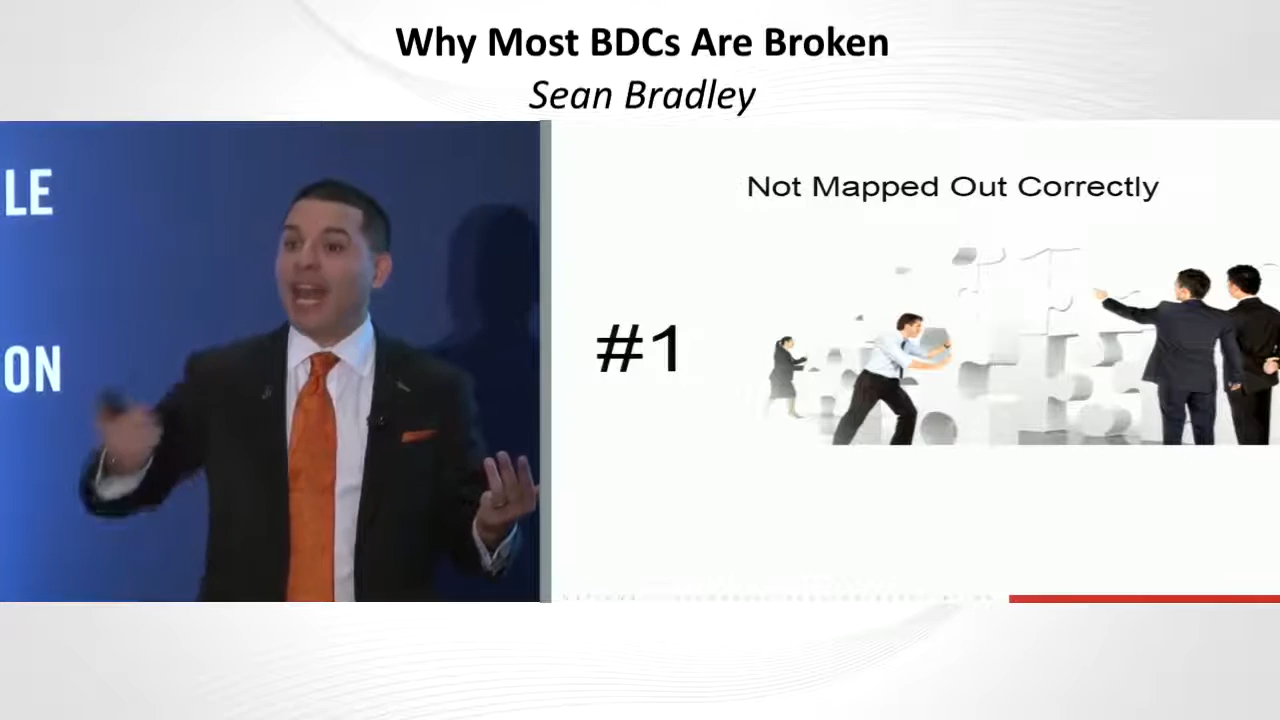 Why Most BDCs Are Broken
Sean Bradley
LE
ON
Not Mapped Out Correctly
#1